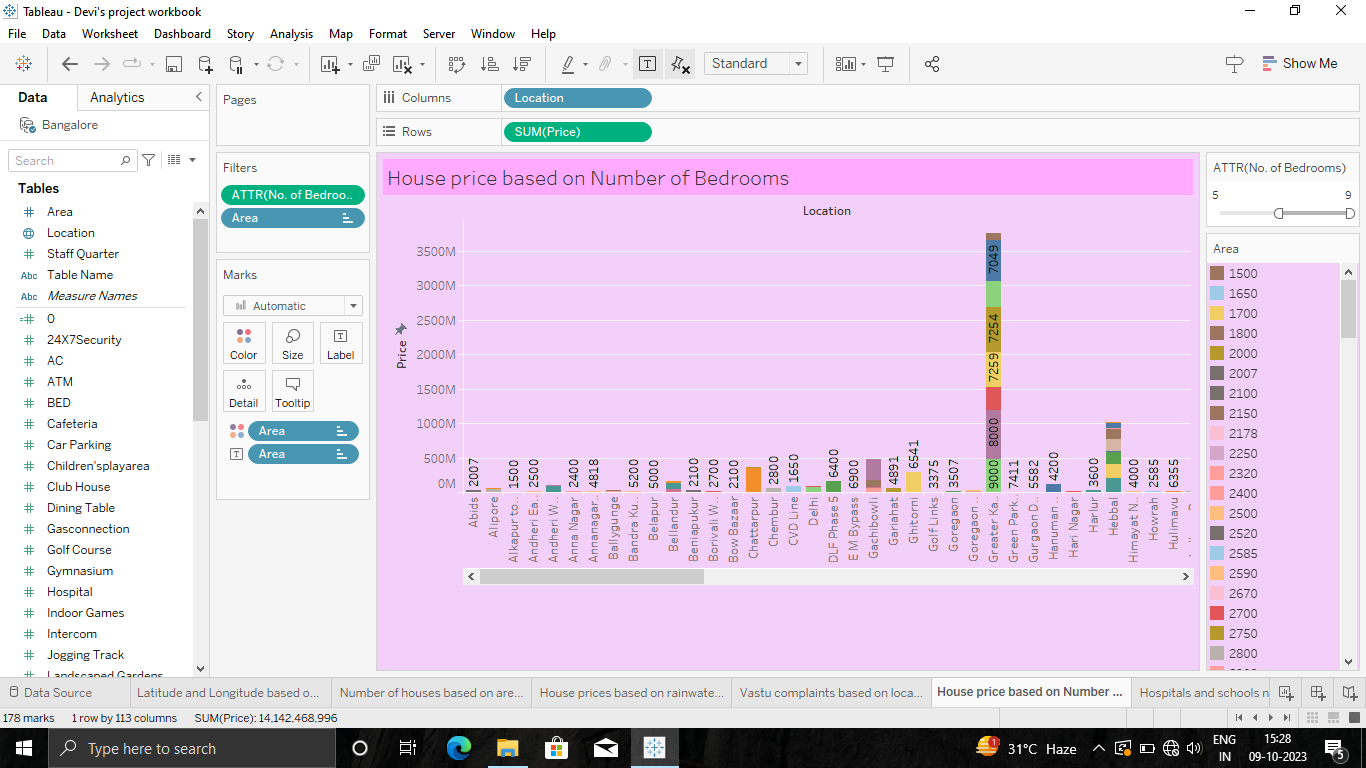 Tableau - Devi's project workbook
File Data Worksheet Dashboard Story Analysis Map Format Server Window Help
Standard
Show Me
Data Analytics
Bangalore
Search
Tables
Area
Location
Staff Quarter
Abc Table Name
Abc Measure Names
0
24X7Security
AC
ATM
BED
Cafeteria
Car Parking
Children'splayarea
Club House
Dining Table
Gasconnection
Golf Course
Gymnasium
Hospital
Indoor Games
Intercom
Jogging Track
Landscaped Gardens
Pages
Filters
ATTR(No. of Bedroo..
Area
Marks
Automatic
Color Size Label
Detail Tooltip
Area
Area
Columns Location
Rows SUM(Price)
House price based on Number of Bedrooms
Location
Price
3500M
3000M
2500M
2000M
1500M
1000M
500M
0M
2007
1500
2500
2400
4818
5200
5000
2100
2700
2100
2800
1650
6400
6900
4891
6541
3375
3507
9000
8000
7259
7254
7049
7411
5582
4200
3600
4000
2585
6355
Abids
Alipore
Alkapur to..
Andheri Ea..
Andheri W..
Anna Nagar
Annanagar..
Ballygunge
Bandra Ku..
Belapur
Bellandur
Beniapukur
Borivali W..
Bow Bazaar
Chattarpur
Chembur
CVD Line
Delhi
DLF Phase 5
E M Bypass
Gachibowli
Gariahat
Ghitorni
Golf Links
Goregaon
Goregaon..
Greater Ka..
Green Park..
Gurgaon D..
Hanuman..
Hari Nagar
Harlur
Hebbal
Himayat N..
Howrah
Hulimavu
ATTR(No. of Bedrooms)
5 9
Area
1500
1650
1700
1800
2000
2007
2100
2150
2178
2250
2320
2400
2500
2520
2585
2590
2670
2700
2750
2800
Data Source
Latitude and Longitude based o...
Number of houses based on are...
House prices based on rainwate...
Vastu complaints based on loca...
House price based on Number ...
Hospitals and schools n
178 marks 1 row by 113 columns SUM(Price): 14,142,468,996
Type here to search
1
31°C Haze
ENG
IN
15:28
09-10-2023
5